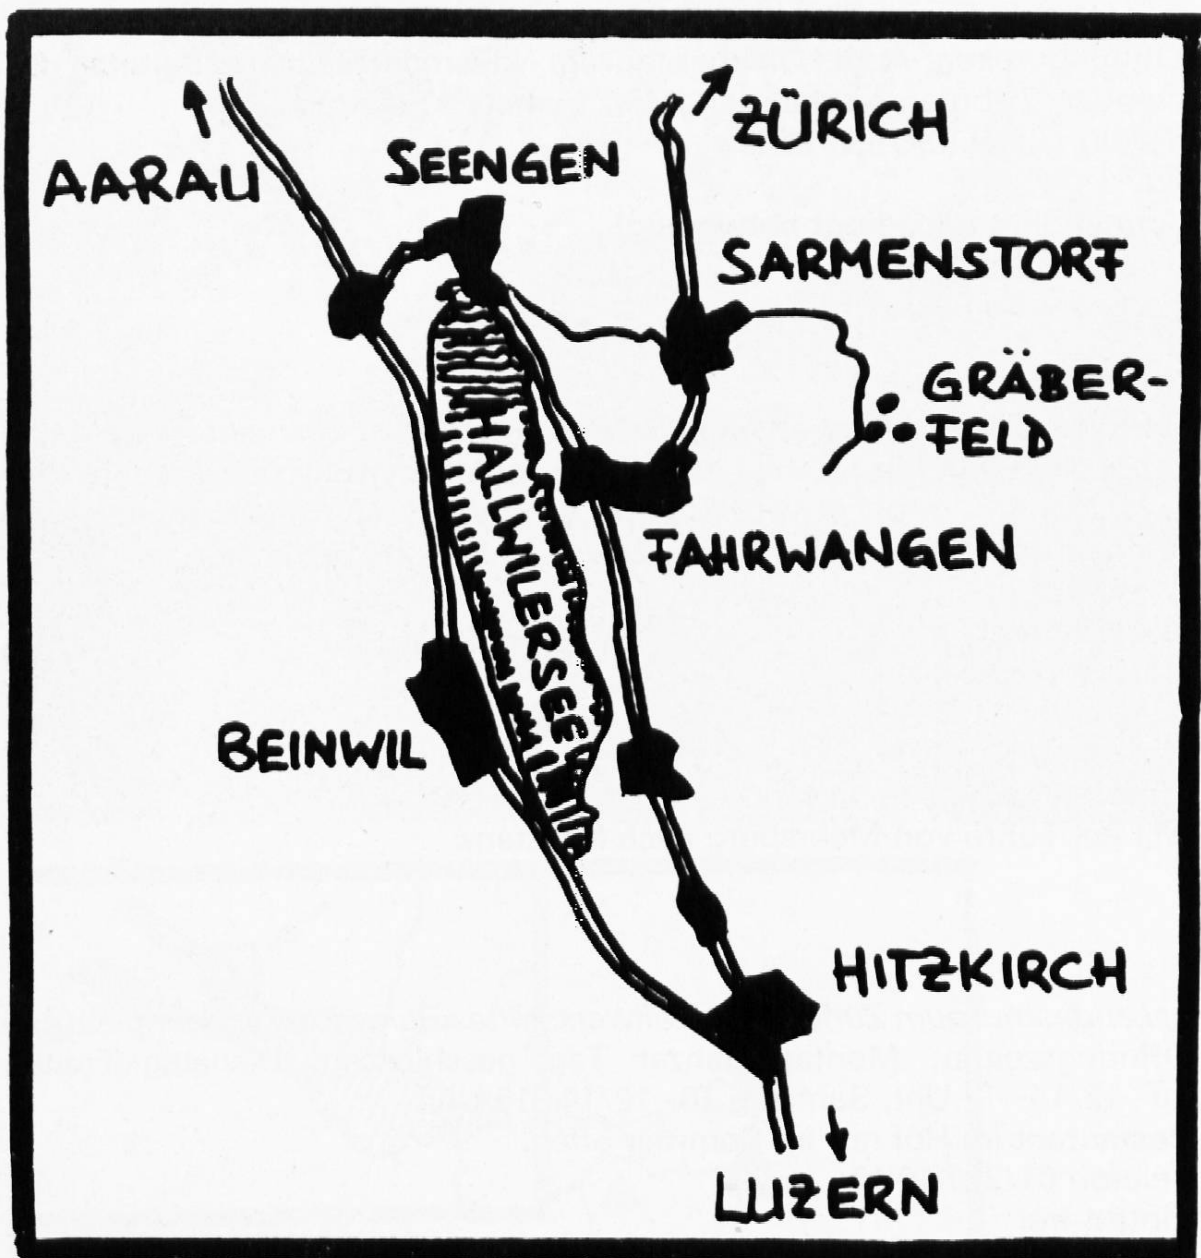 ZÜRICH
AARAU
SEENGEN
SARMENSTORF
GRÄBER-
FELD
HALLWILERSEE
FAHRWANGEN
BEINWIL
HITZKIRCH
LUZERN